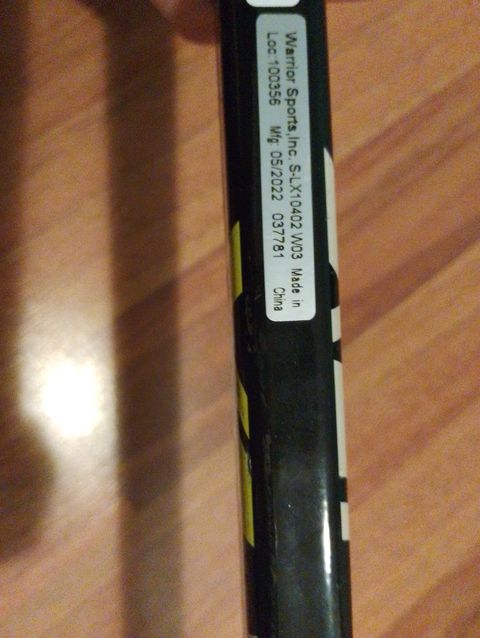 Warrior Sports,Inc. S-LX10402 W03 Made in
Loc:100356 Mfg: 05/2022 037781 China